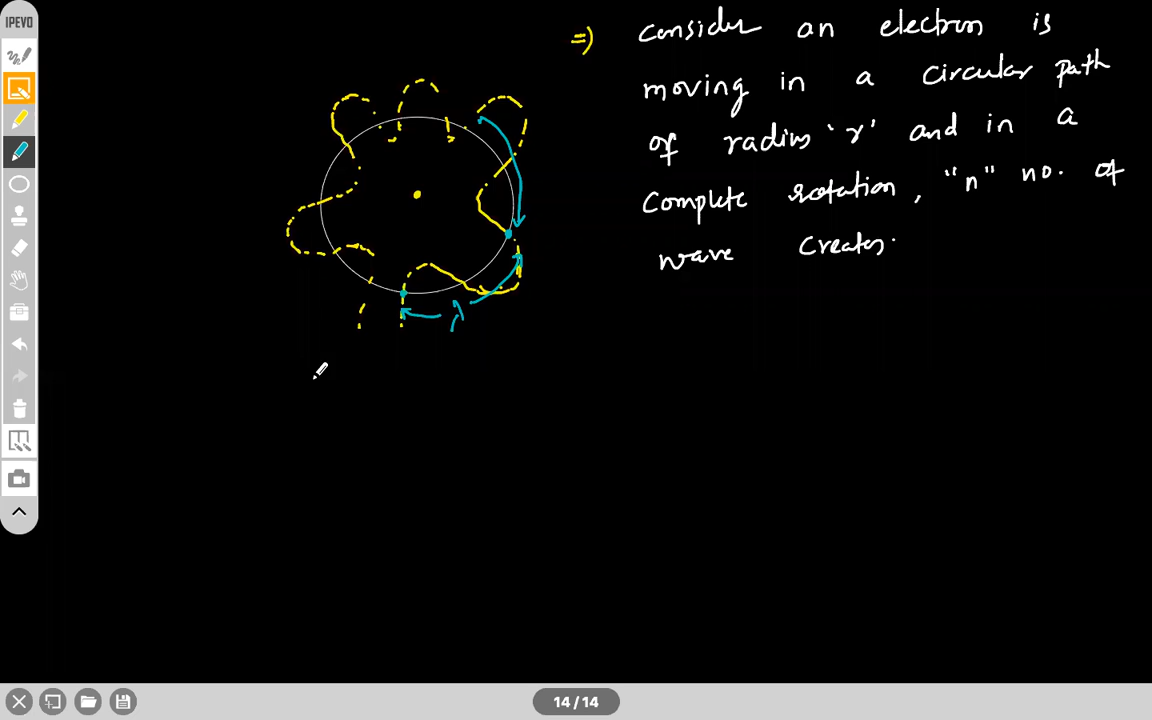 IPEVO
=> Consider an electron is
moving in a circular path
of radius 'r' and in a
Complete rotation, "n" no. of
wave Creates.
λ
14 / 14